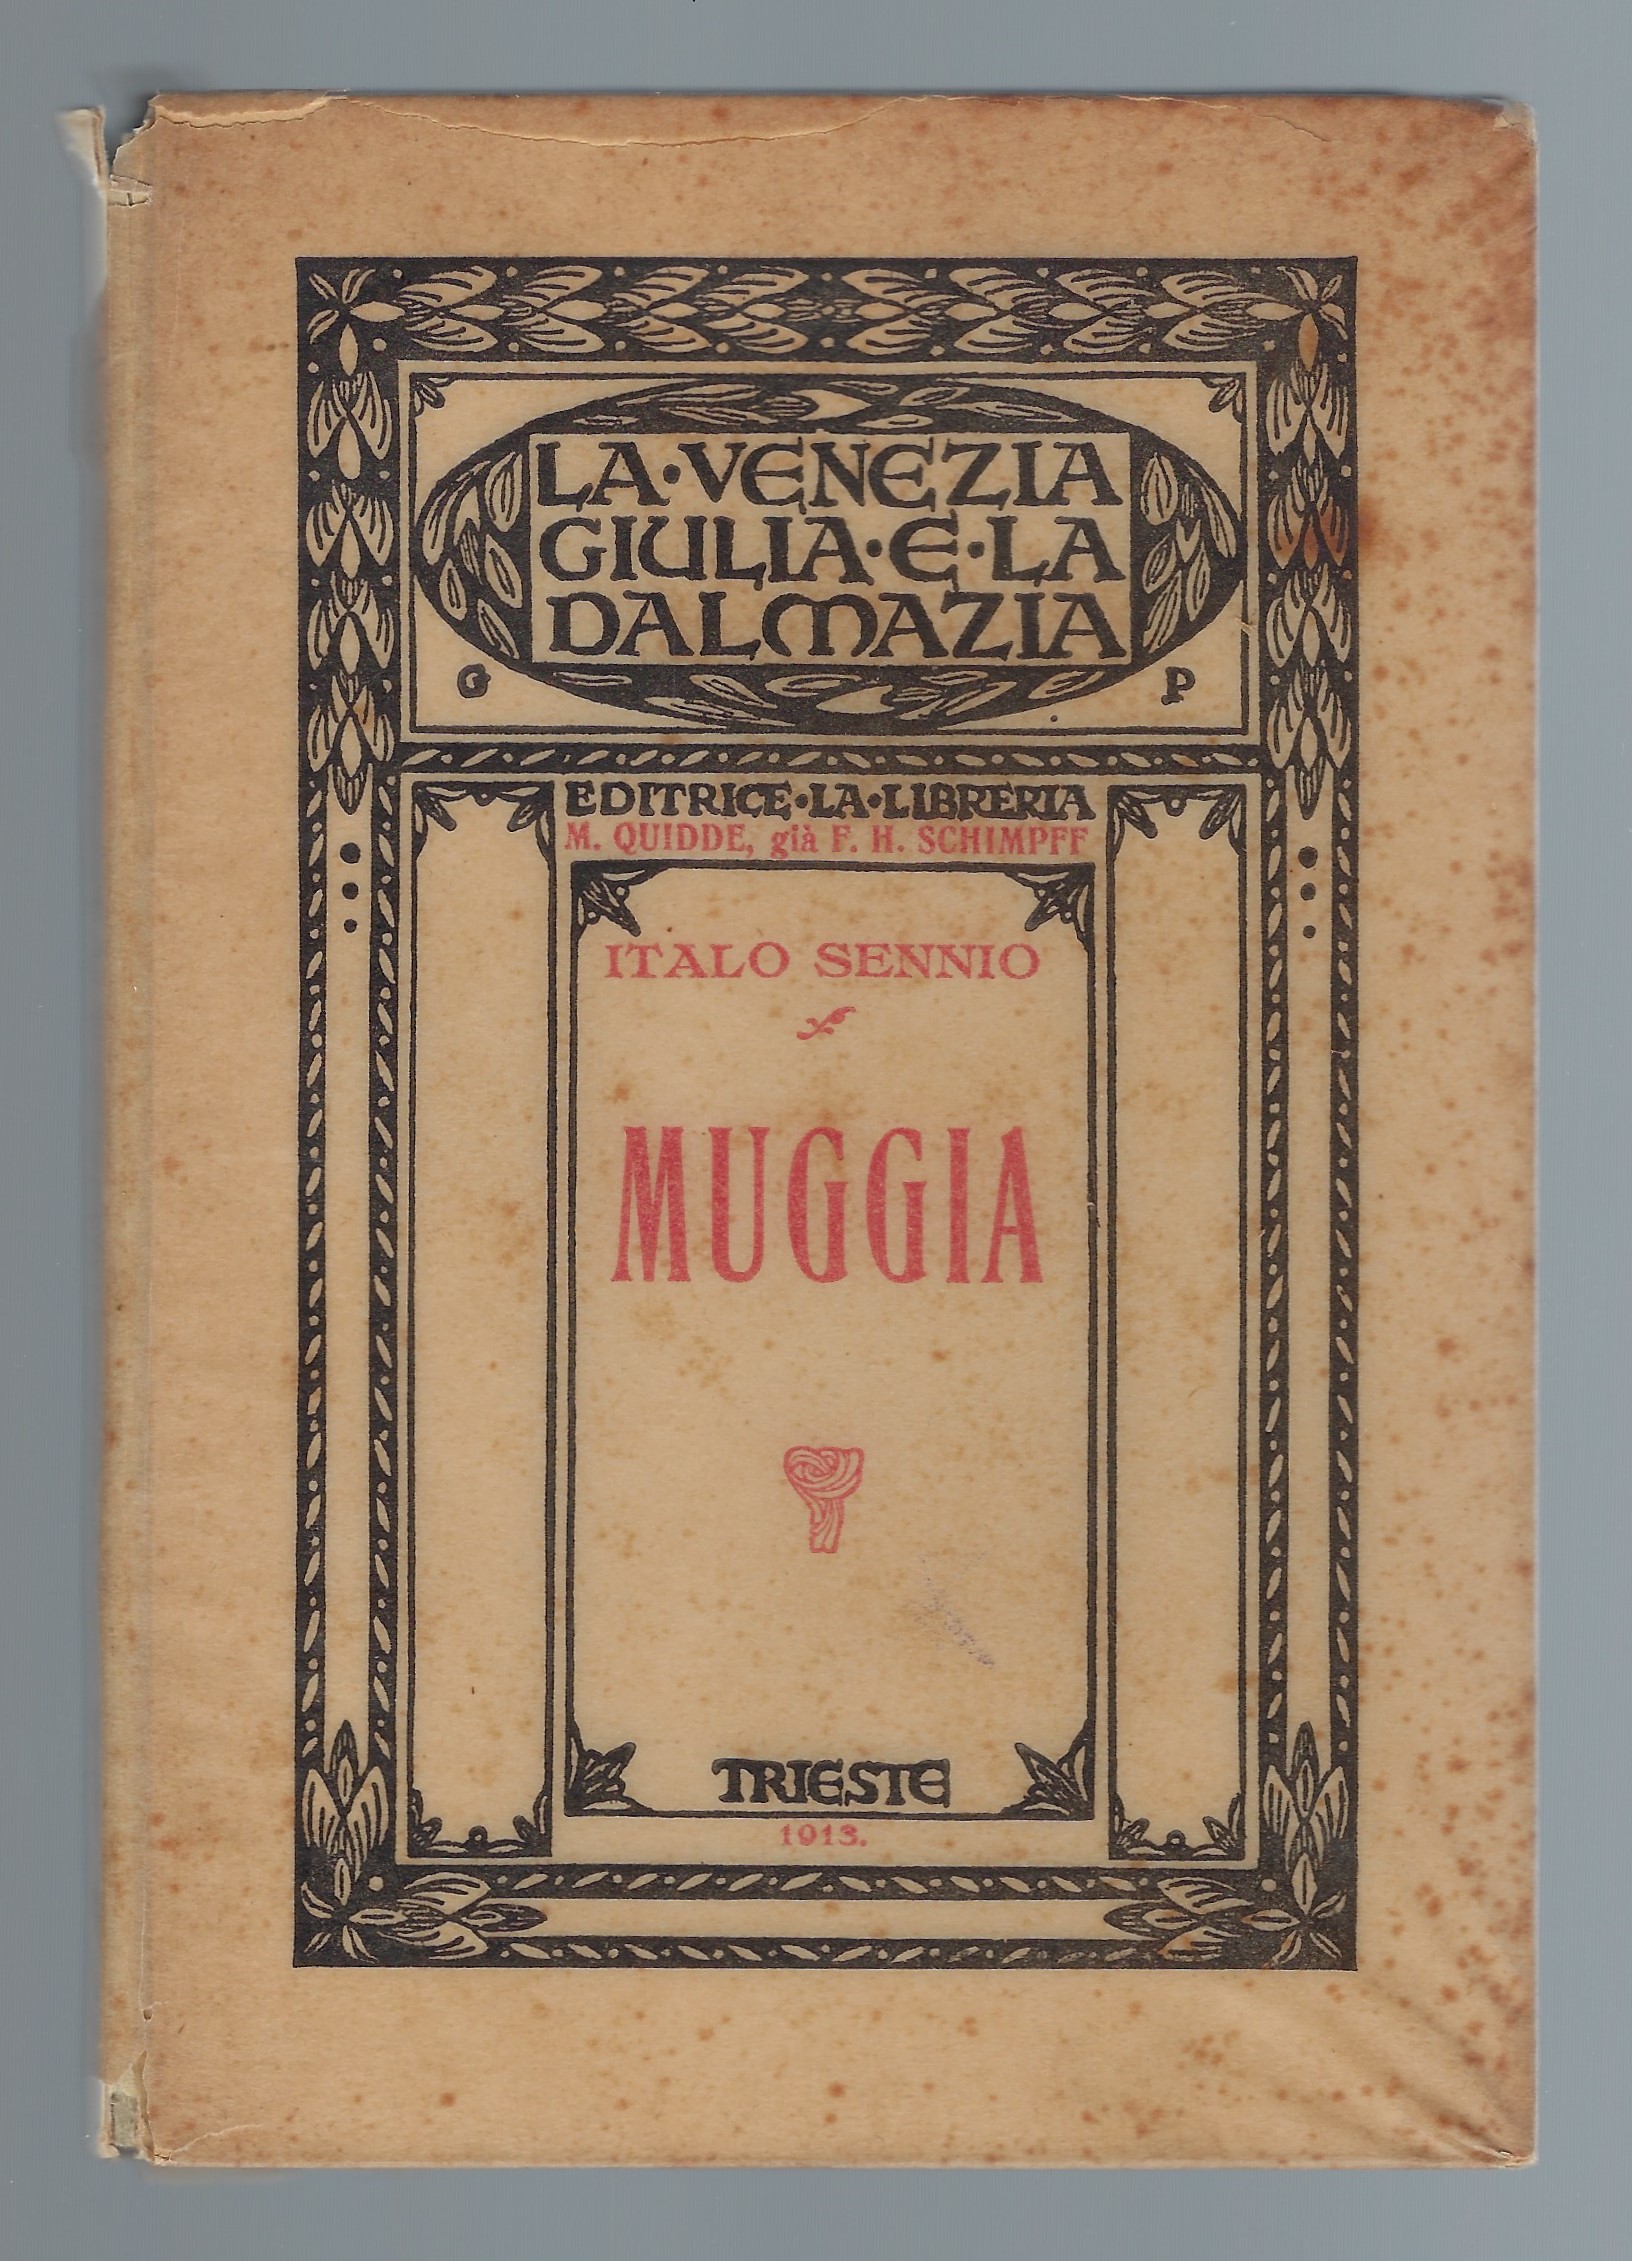 LA·VENEZIA
GIULIA·E·LA
DALMAZIA
G P
EDITRICE·LA·LIBRERIA
M. QUIDDE, già F. H. SCHIMPFF
ITALO SENNIO
MUGGIA
TRIESTE
1913.